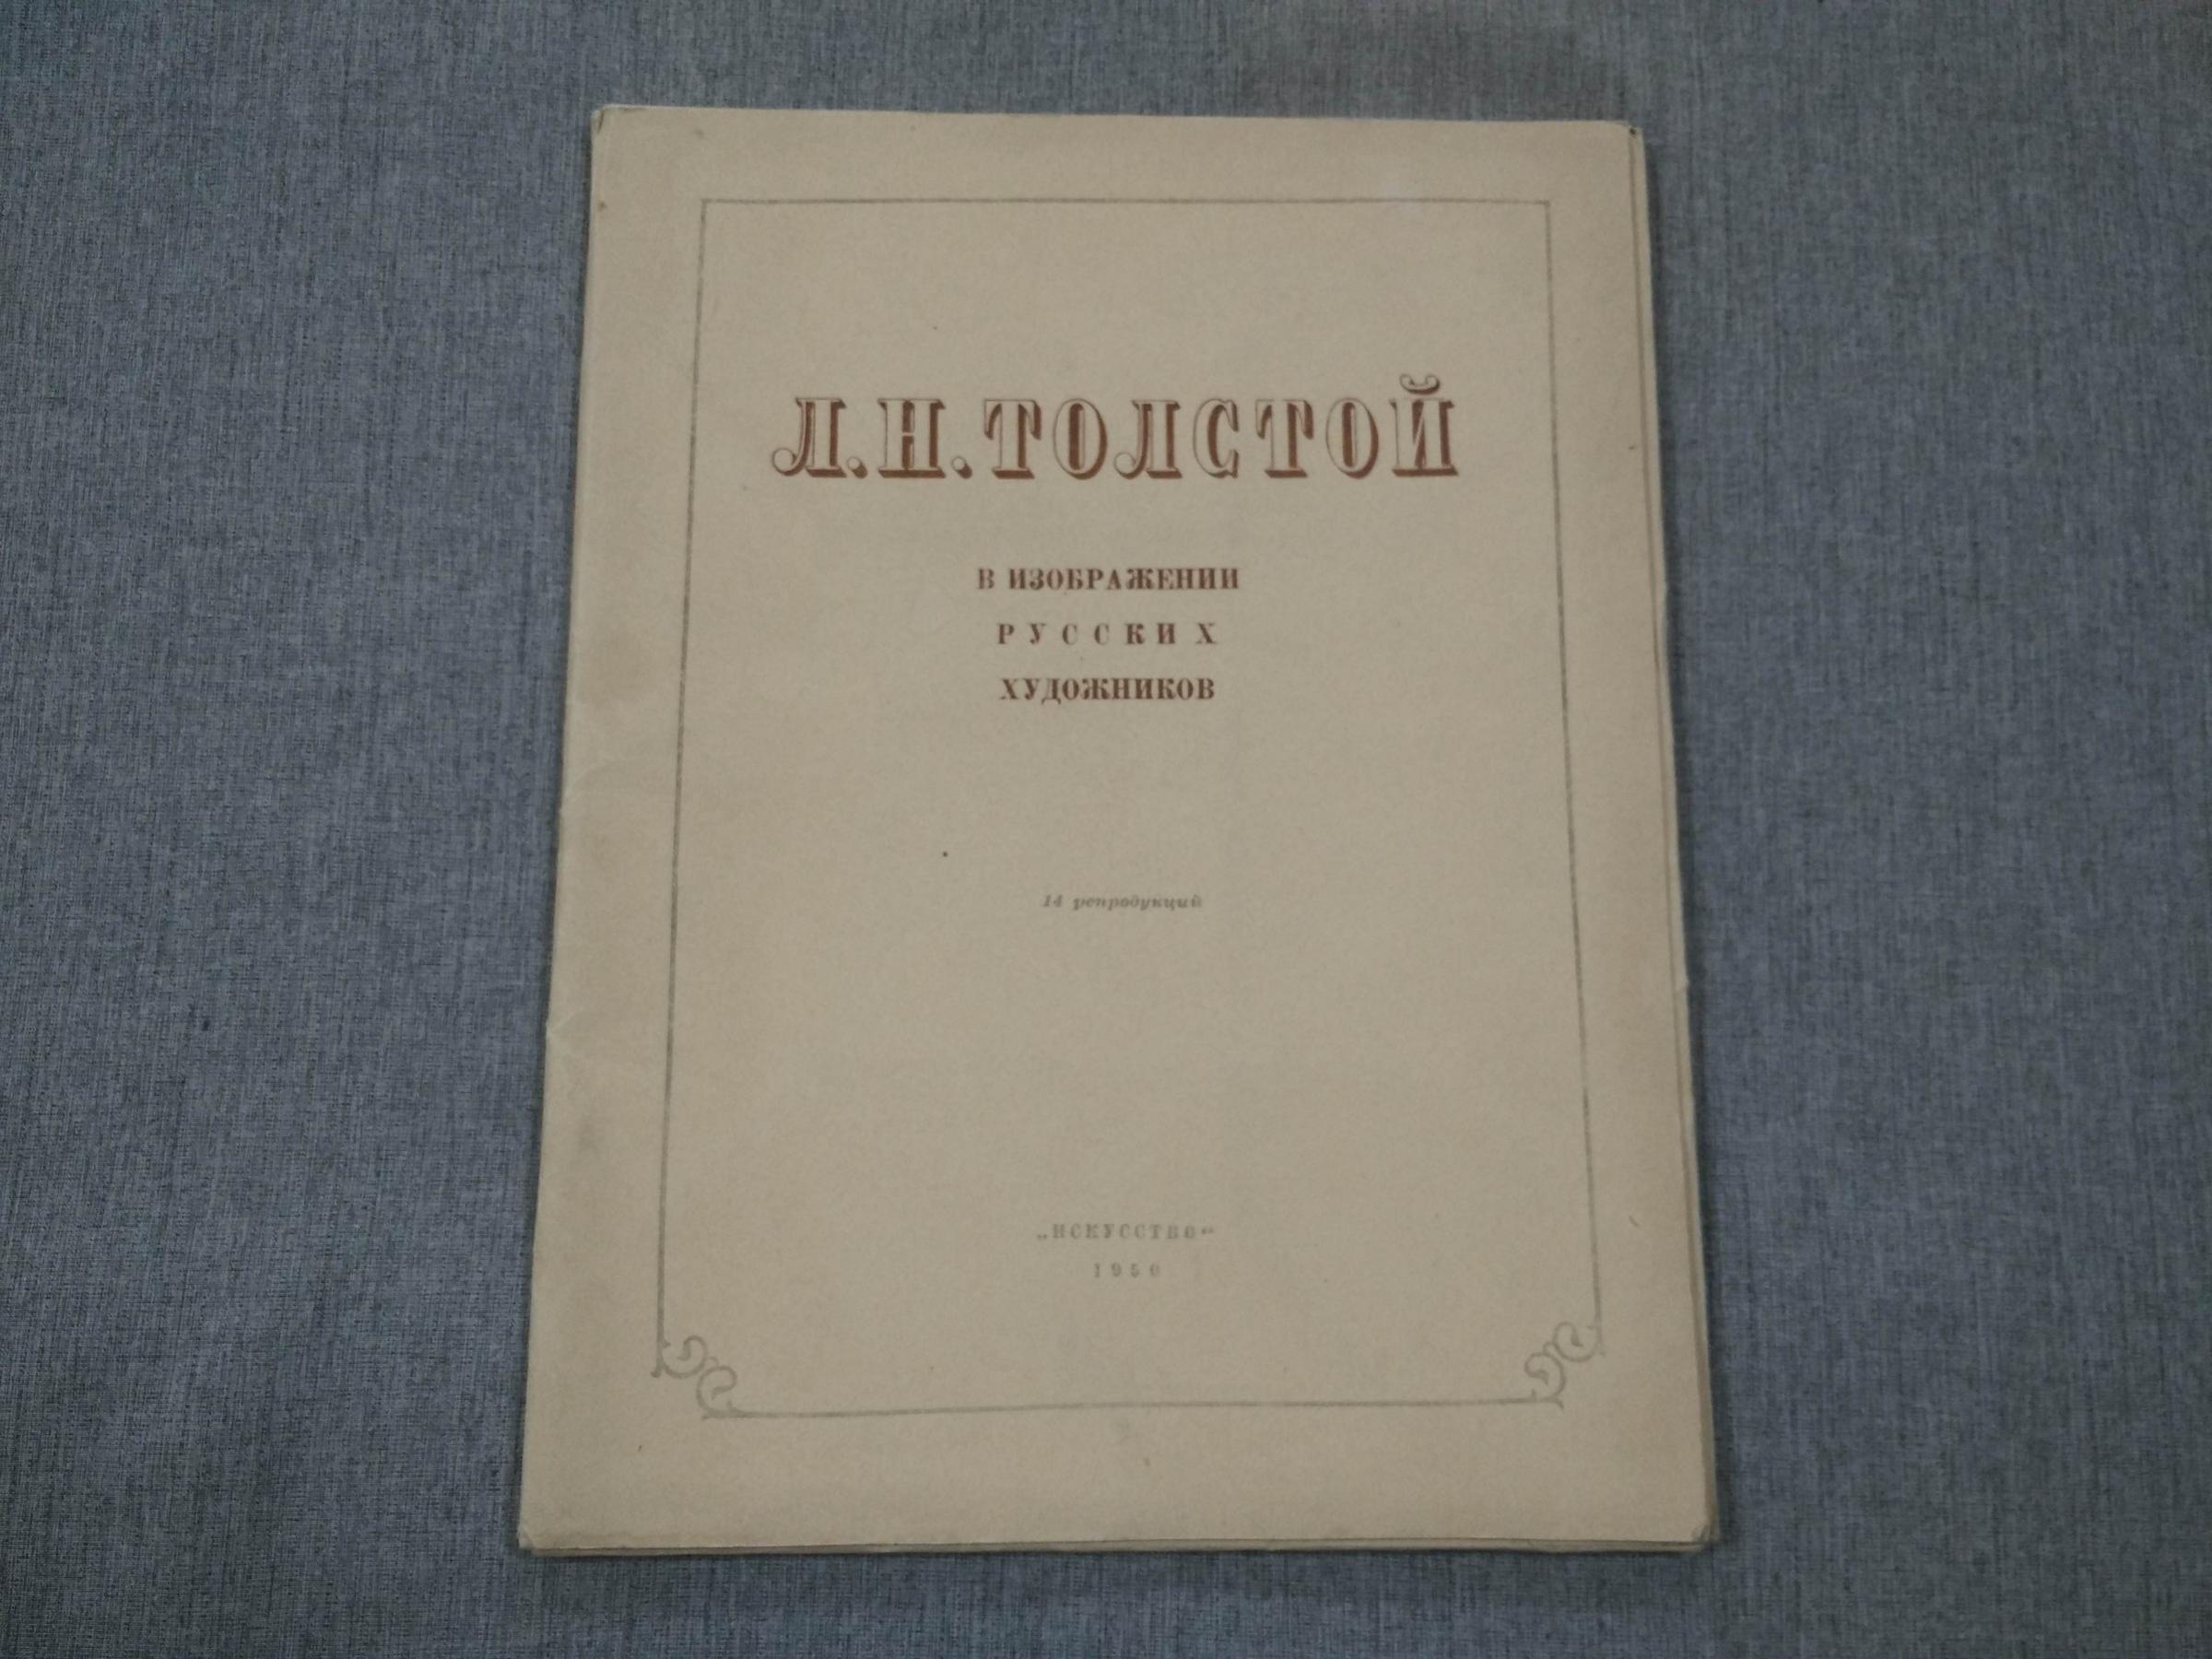 Л.Н.ТОЛСТОЙ
В ИЗОБРАЖЕНИИ
РУССКИХ
ХУДОЖНИКОВ
14 репродукций
„ИСКУССТВО“
1950